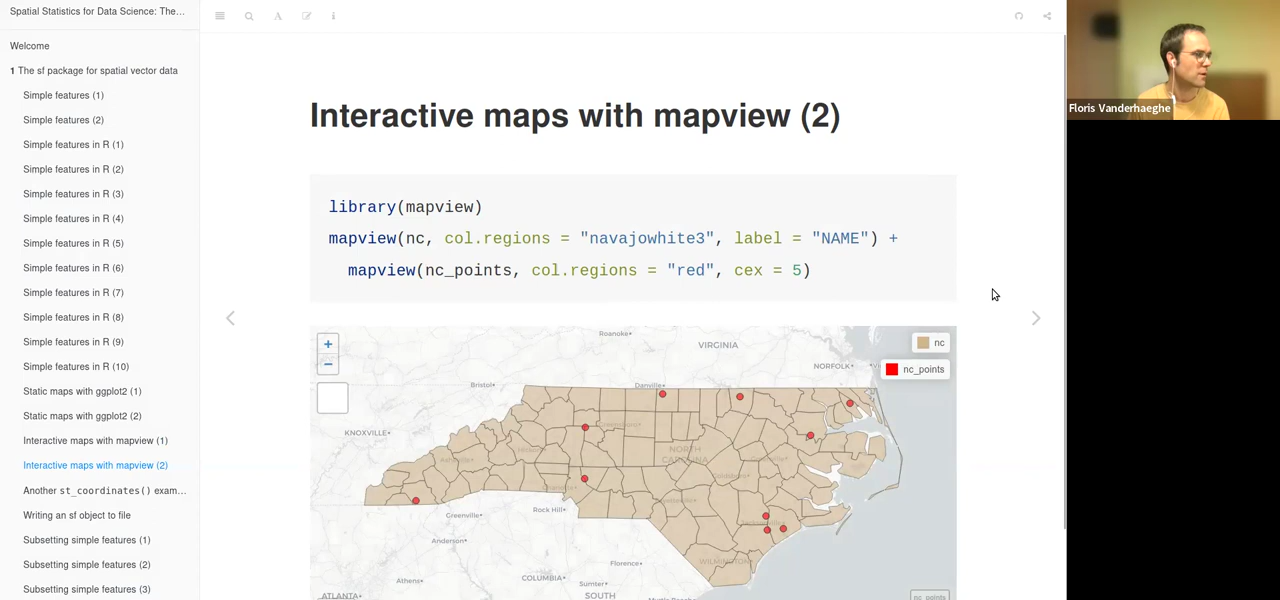 Spatial Statistics for Data Science: The...
Welcome
1 The sf package for spatial vector data
Simple features (1)
Simple features (2)
Simple features in R (1)
Simple features in R (2)
Simple features in R (3)
Simple features in R (4)
Simple features in R (5)
Simple features in R (6)
Simple features in R (7)
Simple features in R (8)
Simple features in R (9)
Simple features in R (10)
Static maps with ggplot2 (1)
Static maps with ggplot2 (2)
Interactive maps with mapview (1)
Interactive maps with mapview (2)
Another st_coordinates() exam...
Writing an sf object to file
Subsetting simple features (1)
Subsetting simple features (2)
Subsetting simple features (3)
A
i
Interactive maps with mapview (2)
library(mapview)
mapview(nc, col.regions = "navajowhite3", label = "NAME") +
mapview(nc_points, col.regions = "red", cex = 5)
+
−
Roanoke
VIRGINIA
nc
NORFOLK
nc_points
Bristol
Danville
KNOXVILLE
NORTH
CAROLINA
Greenville
Rock Hill
Anderson
WILMINGTON
Florence
Athens
COLUMBIA
Sumter
ATLANTA
SOUTH
Myrtle Beach
nc_points
Floris Vanderhaeghe